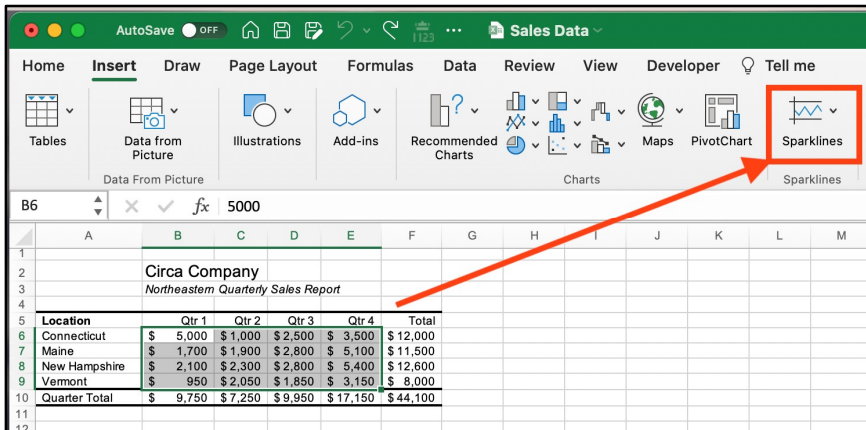 AutoSave OFF 1123 ... Sales Data
Home Insert Draw Page Layout Formulas Data Review View Developer Tell me
Tables Data from Picture Illustrations Add-ins Recommended Charts Maps PivotChart Sparklines
Data From Picture Charts Sparklines
B6 fx 5000
A B C D E F G H I J K L M
1
2 Circa Company
3 Northeastern Quarterly Sales Report
4
5 Location Qtr 1 Qtr 2 Qtr 3 Qtr 4 Total
6 Connecticut $ 5,000 $ 1,000 $ 2,500 $ 3,500 $ 12,000
7 Maine $ 1,700 $ 1,900 $ 2,800 $ 5,100 $ 11,500
8 New Hampshire $ 2,100 $ 2,300 $ 2,800 $ 5,400 $ 12,600
9 Vermont $ 950 $ 2,050 $ 1,850 $ 3,150 $ 8,000
10 Quarter Total $ 9,750 $ 7,250 $ 9,950 $ 17,150 $ 44,100
11
12